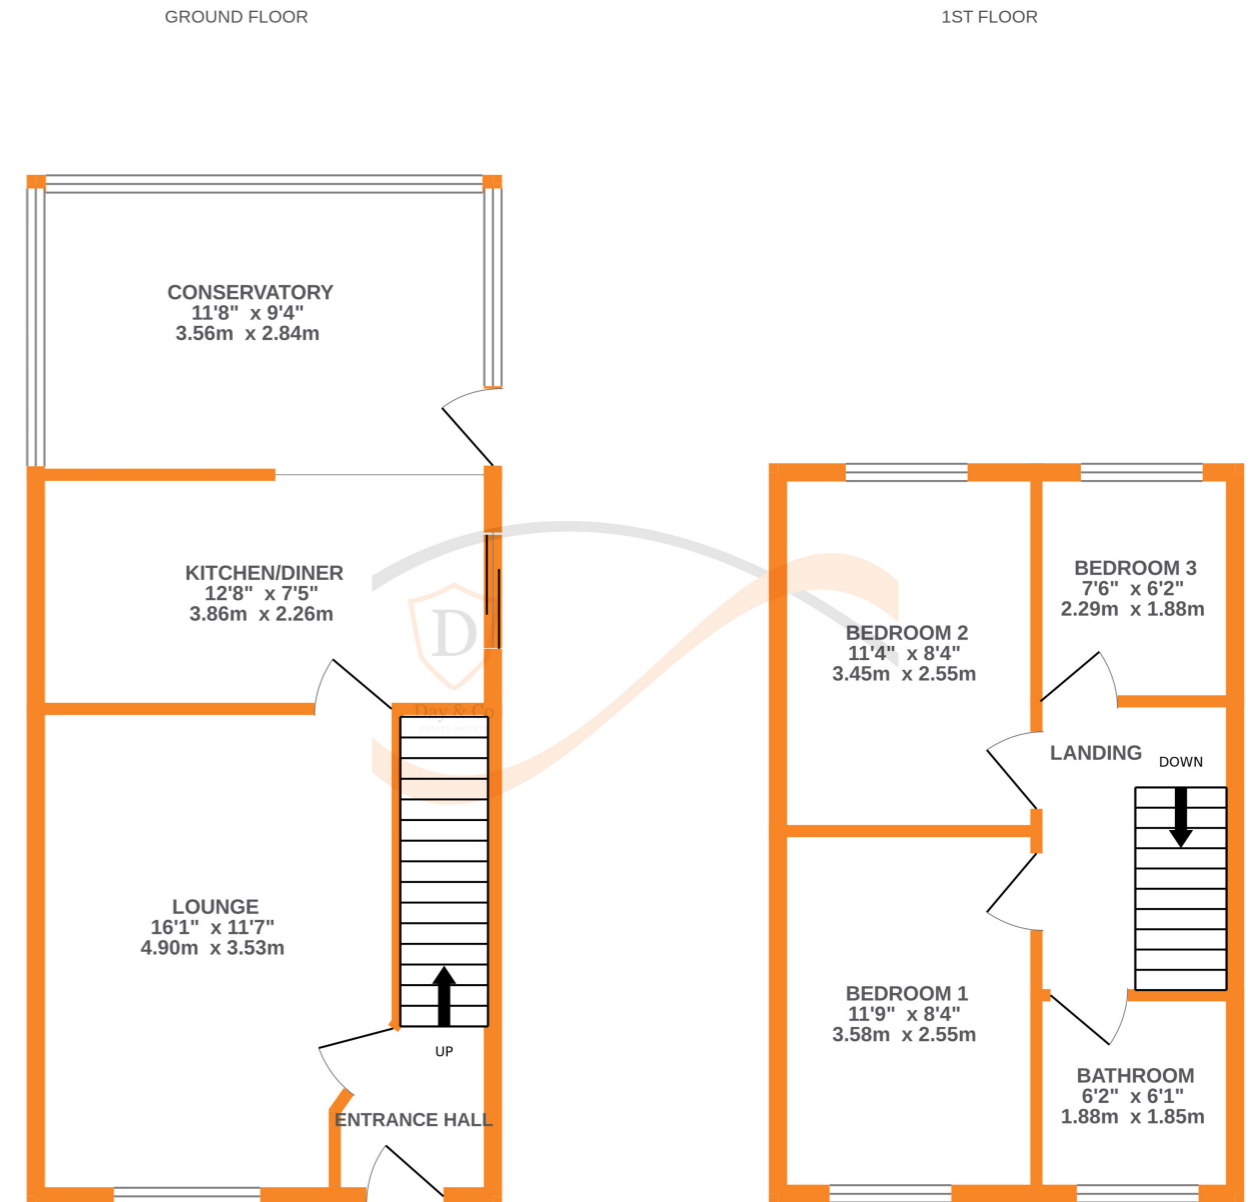 GROUND FLOOR
1ST FLOOR
CONSERVATORY
11'8" x 9'4"
3.56m x 2.84m
KITCHEN/DINER
12'8" x 7'5"
3.86m x 2.26m
D
Day & Co
LOUNGE
16'1" x 11'7"
4.90m x 3.53m
UP
ENTRANCE HALL
BEDROOM 3
7'6" x 6'2"
2.29m x 1.88m
BEDROOM 2
11'4" x 8'4"
3.45m x 2.55m
LANDING
DOWN
BEDROOM 1
11'9" x 8'4"
3.58m x 2.55m
BATHROOM
6'2" x 6'1"
1.88m x 1.85m